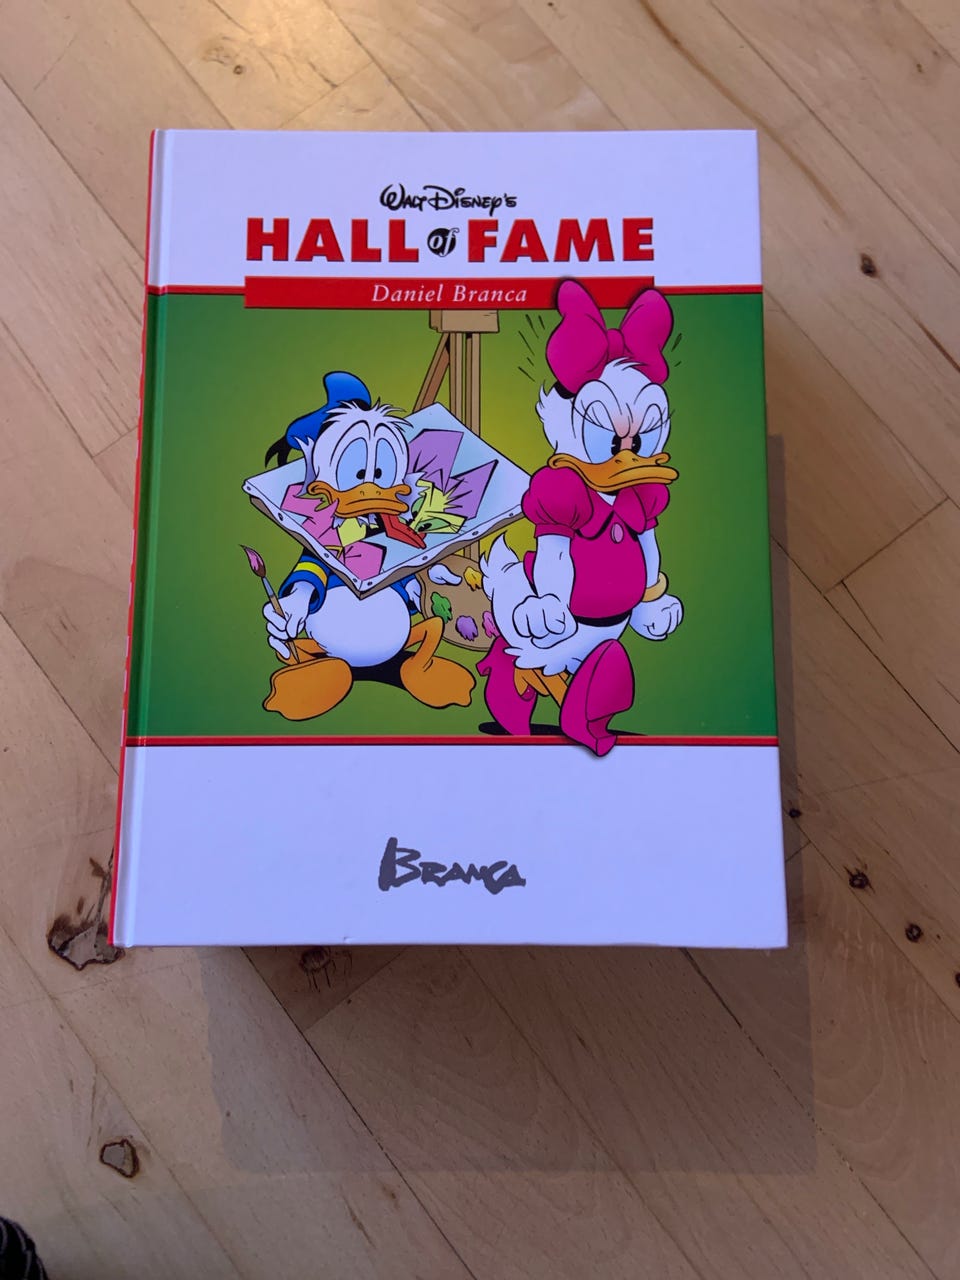 Walt Disney's
HALL of FAME
Daniel Branca
BRANCA